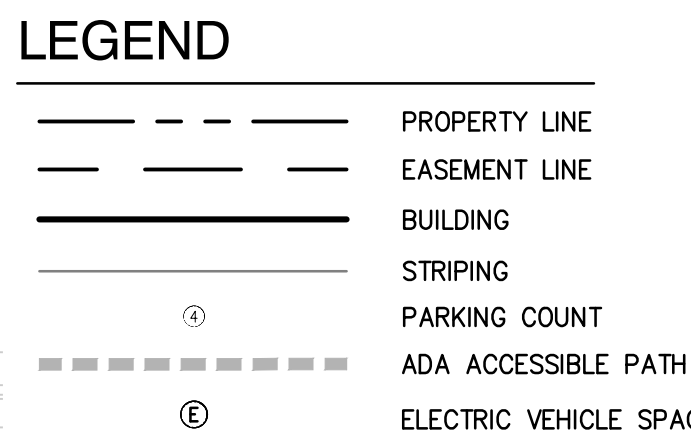 LEGEND
PROPERTY LINE
EASEMENT LINE
BUILDING
STRIPING
④ PARKING COUNT
ADA ACCESSIBLE PATH
Ⓔ ELECTRIC VEHICLE